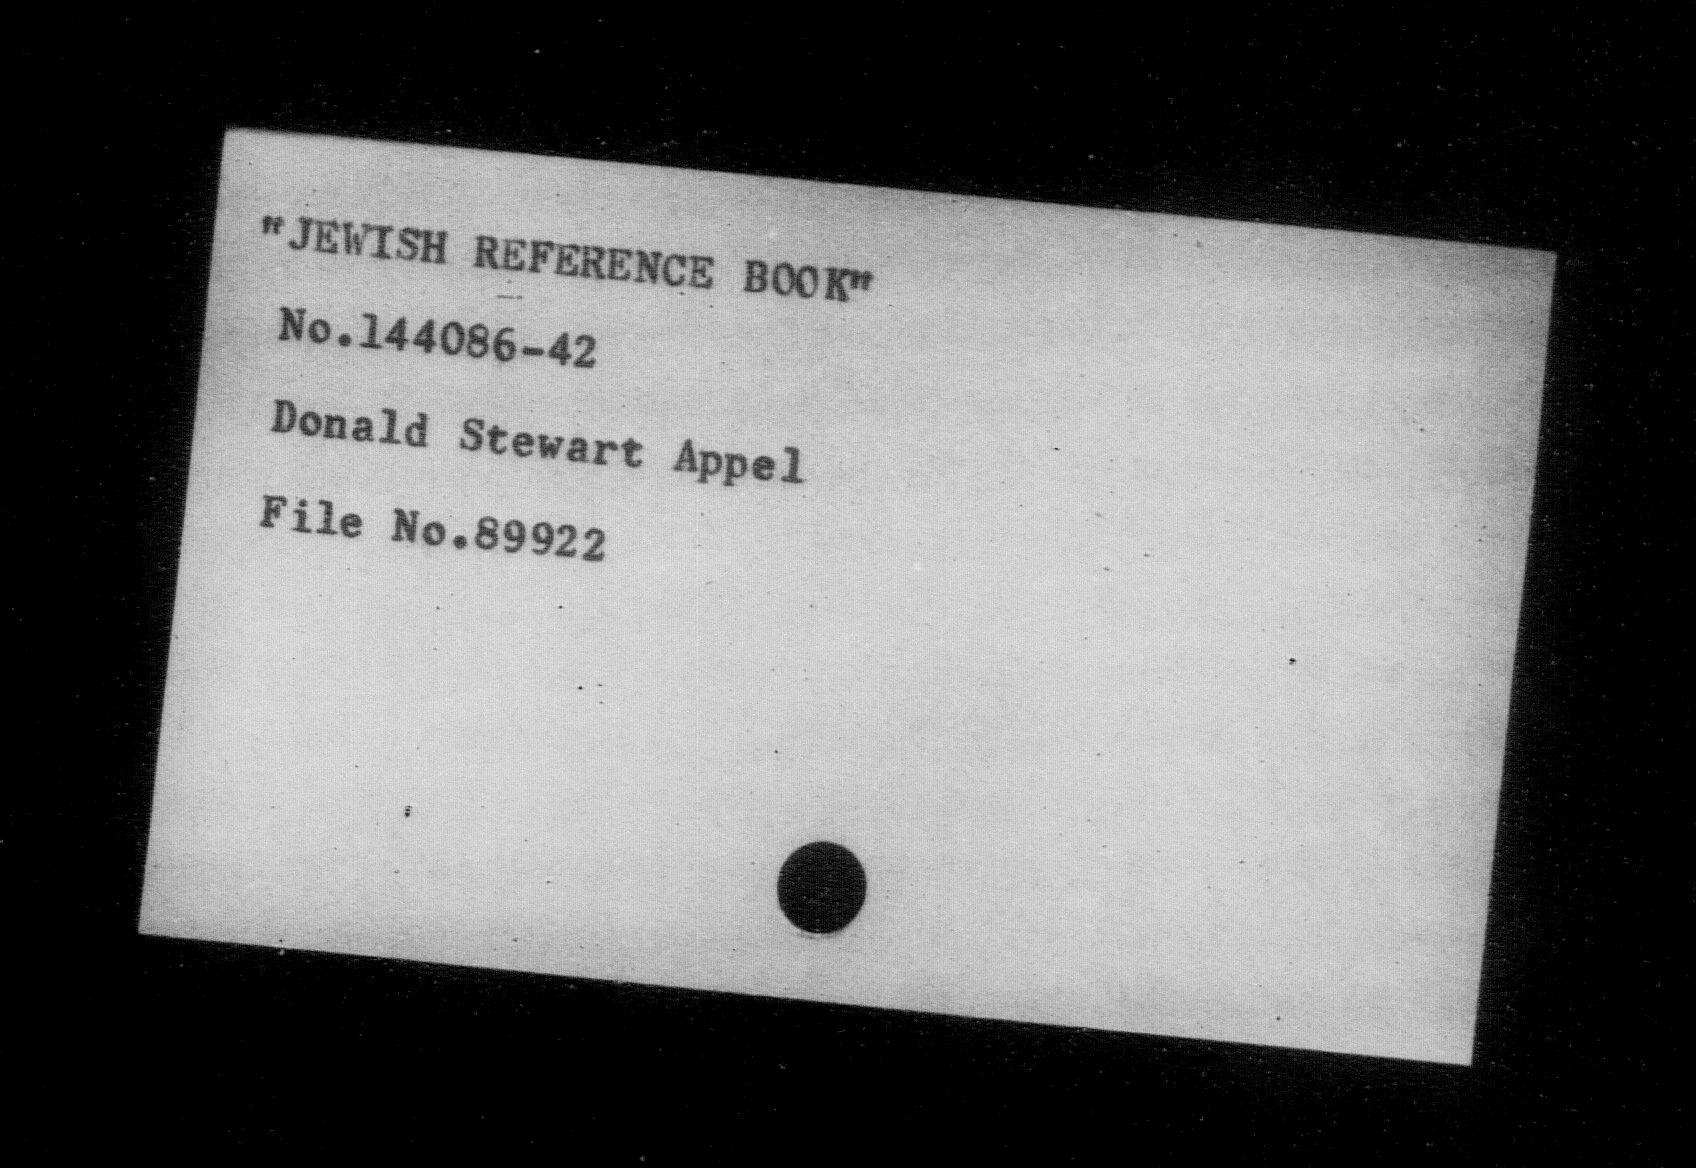 "JEWISH REFERENCE BOOK"
No.144086-42
Donald Stewart Appel
File No.89922